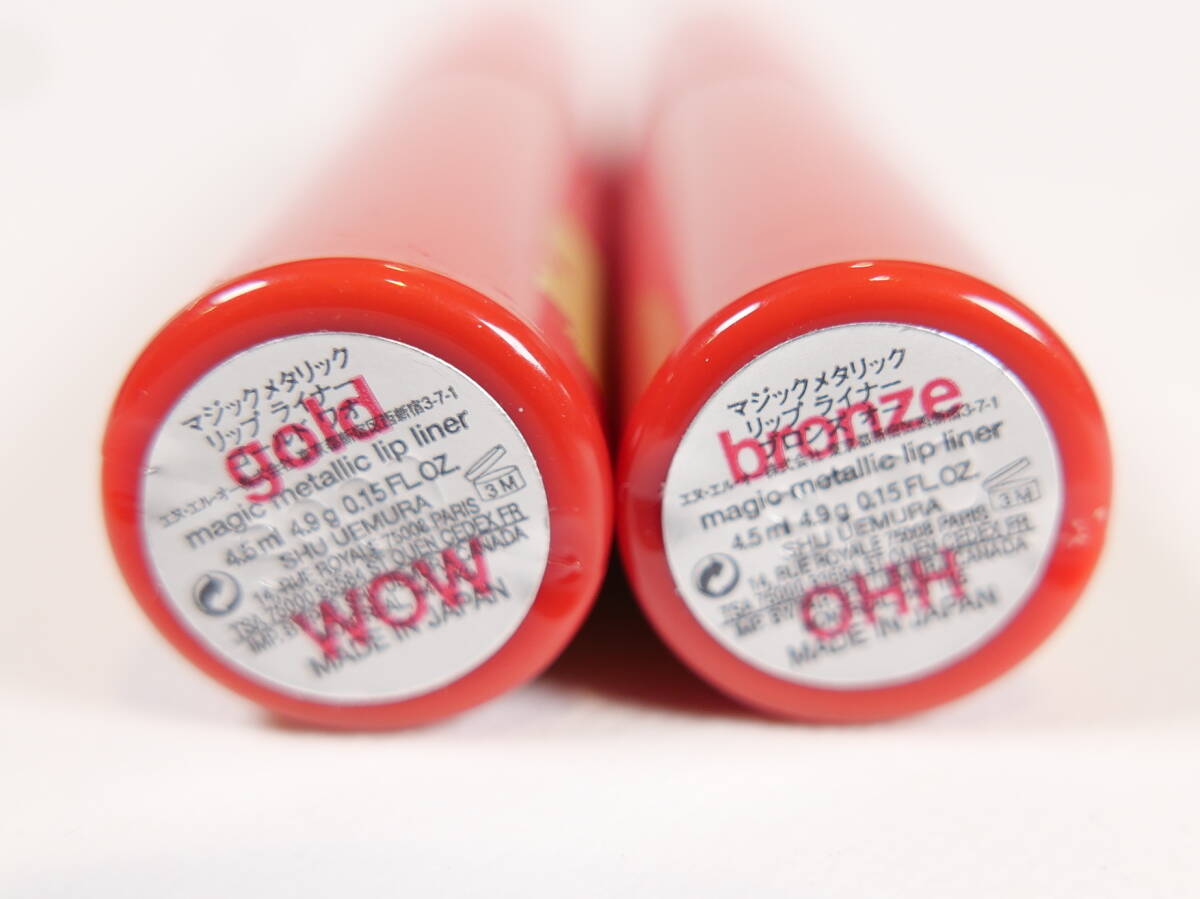 マジックメタリック
リップ ライナー
gold
magic metallic lip liner
4.5 ml 4.9 g 0.15 FL.OZ.
3 M
SHU UEMURA
14, RUE ROYALE 75008 PARIS
WOW
MADE IN JAPAN
マジックメタリック
リップ ライナー
bronze
magic metallic lip liner
4.5 ml 4.9 g 0.15 FL.OZ.
3 M
SHU UEMURA
14, RUE ROYALE 75008 PARIS
OHH
MADE IN JAPAN